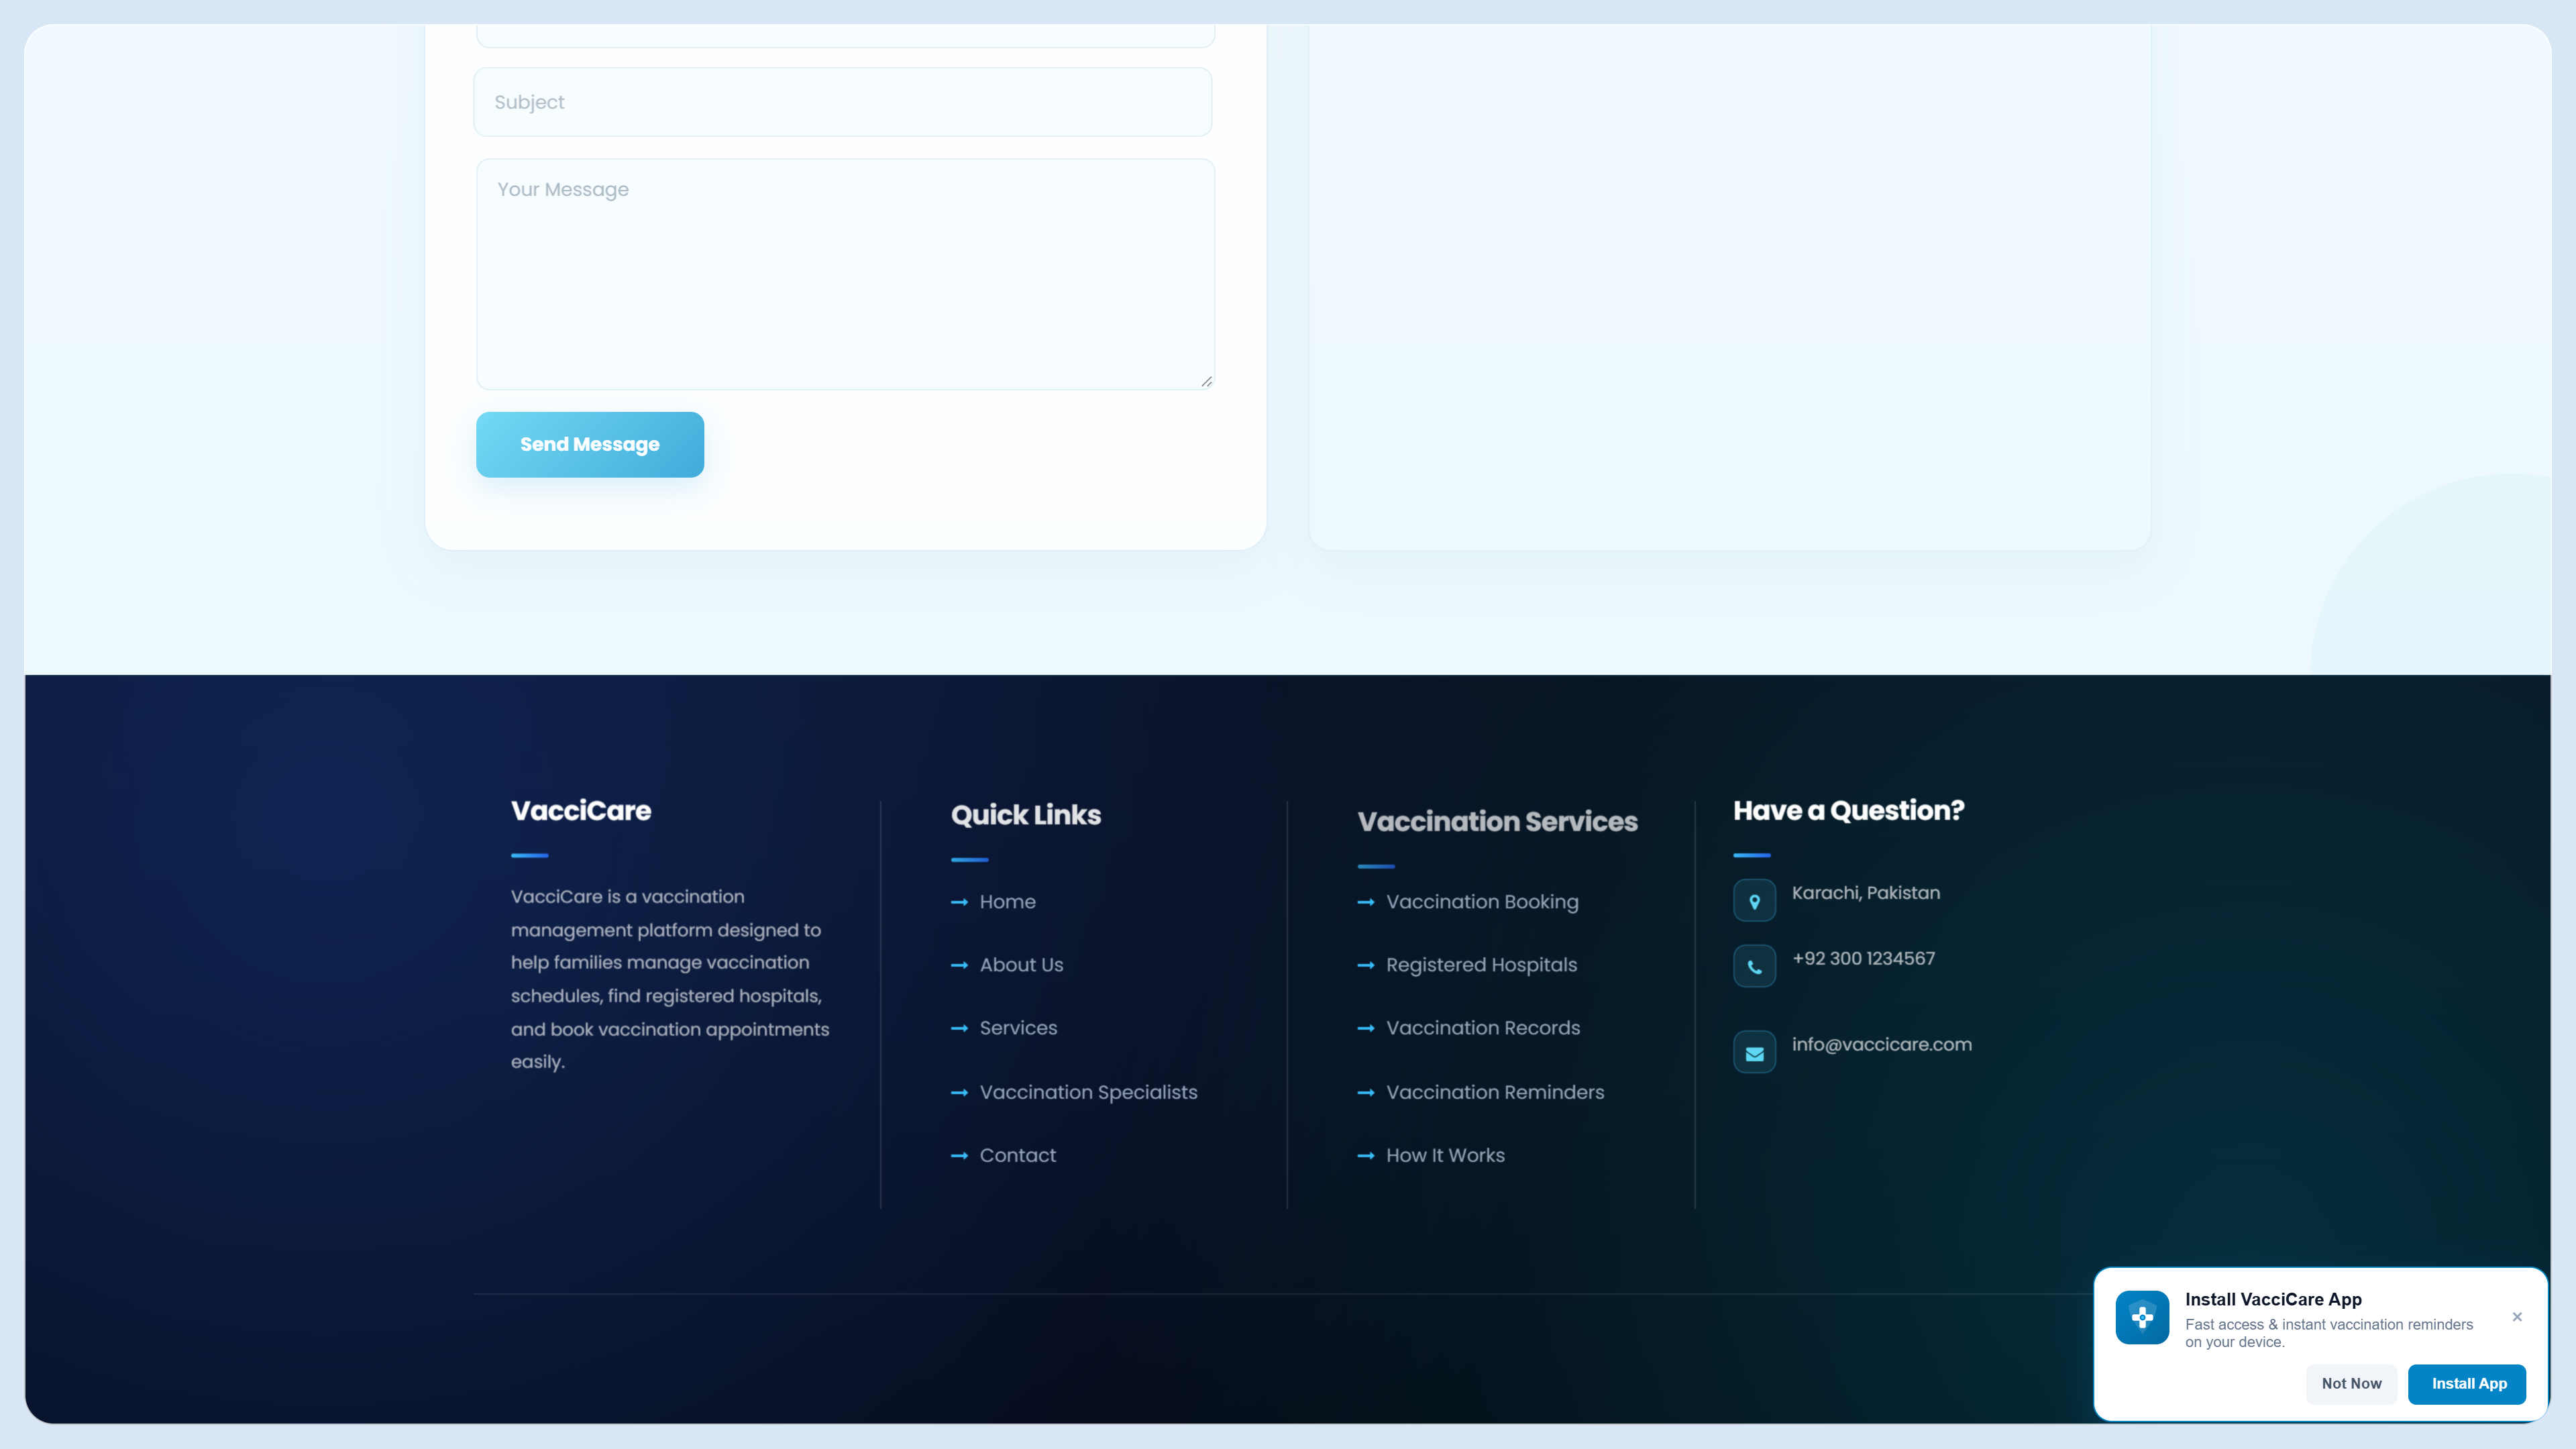 Subject
Your Message
Send Message
VacciCare
VacciCare is a vaccination
management platform designed to
help families manage vaccination
schedules, find registered hospitals,
and book vaccination appointments
easily.
Quick Links
Home
About Us
Services
Vaccination Specialists
Contact
Vaccination Services
Vaccination Booking
Registered Hospitals
Vaccination Records
Vaccination Reminders
How It Works
Have a Question?
Karachi, Pakistan
+92 300 1234567
info@vaccicare.com
Install VacciCare App
Fast access & instant vaccination reminders
on your device.
Not Now
Install App